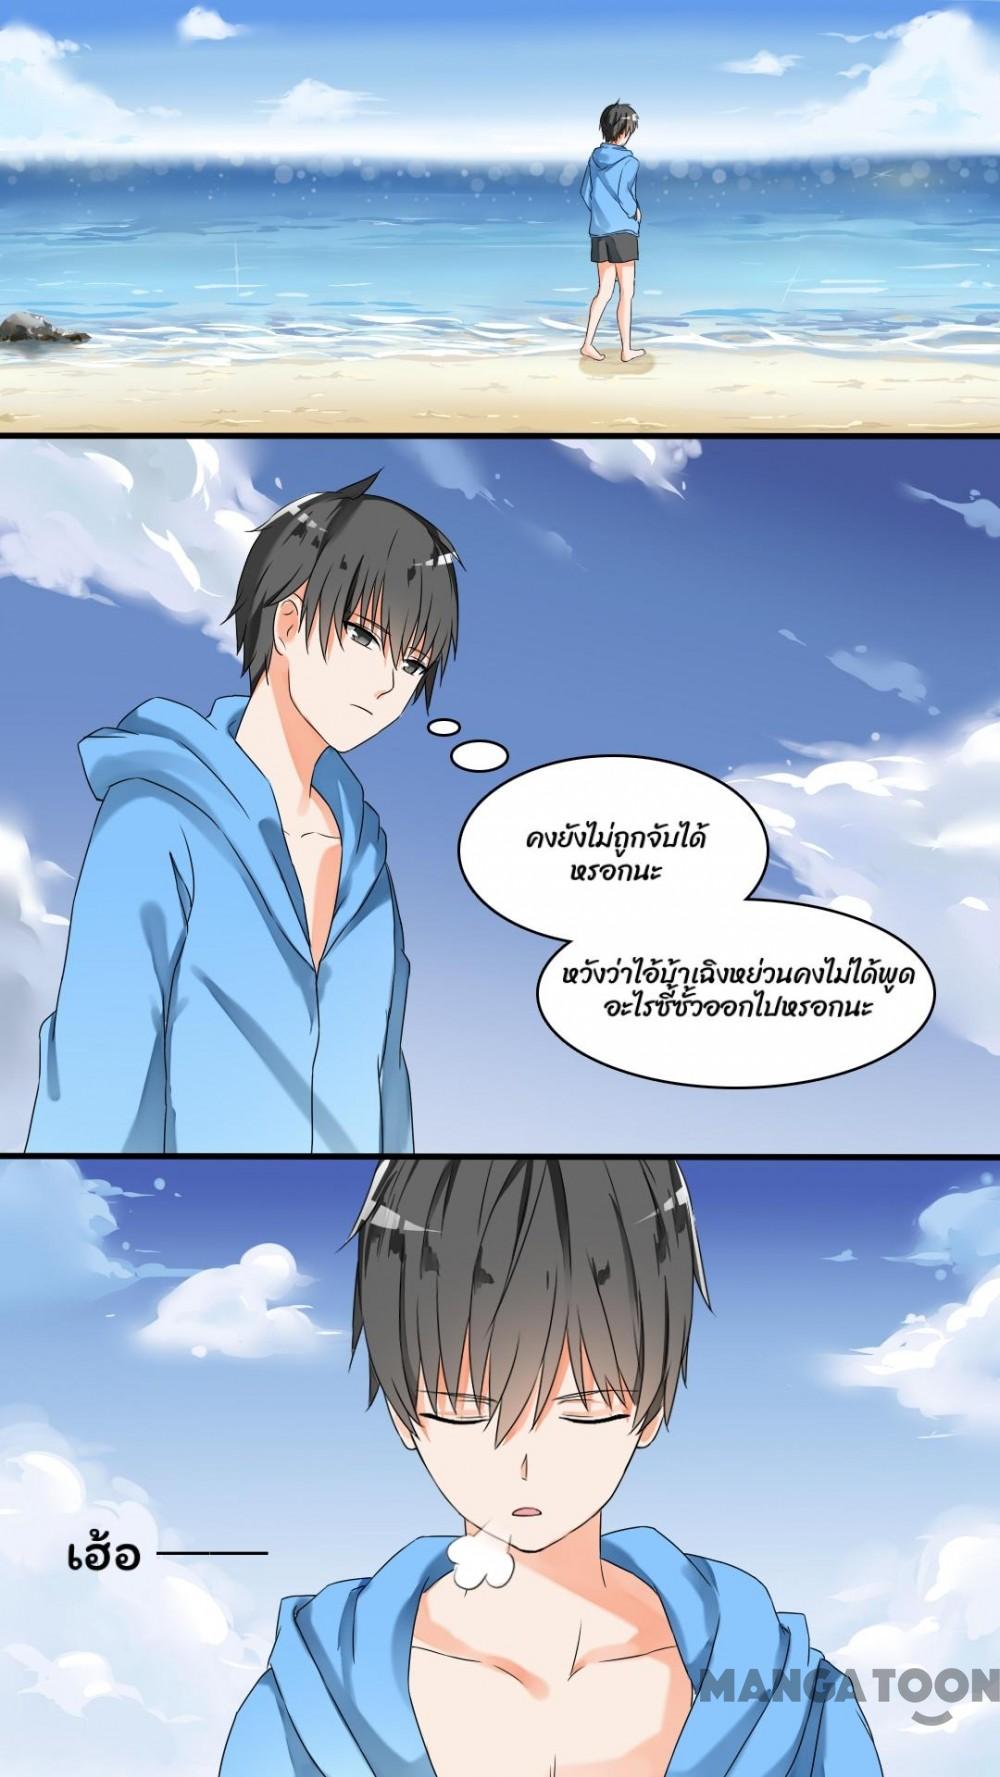 คงยังไม่ถูกจับได้
หรอกนะ
หวังว่าไอ้บ้าเฉิงหย่วนคงไม่ได้พูด
อะไรซี้ซั้วออกไปหรอกนะ
เฮ้อ ——
MANGATOON